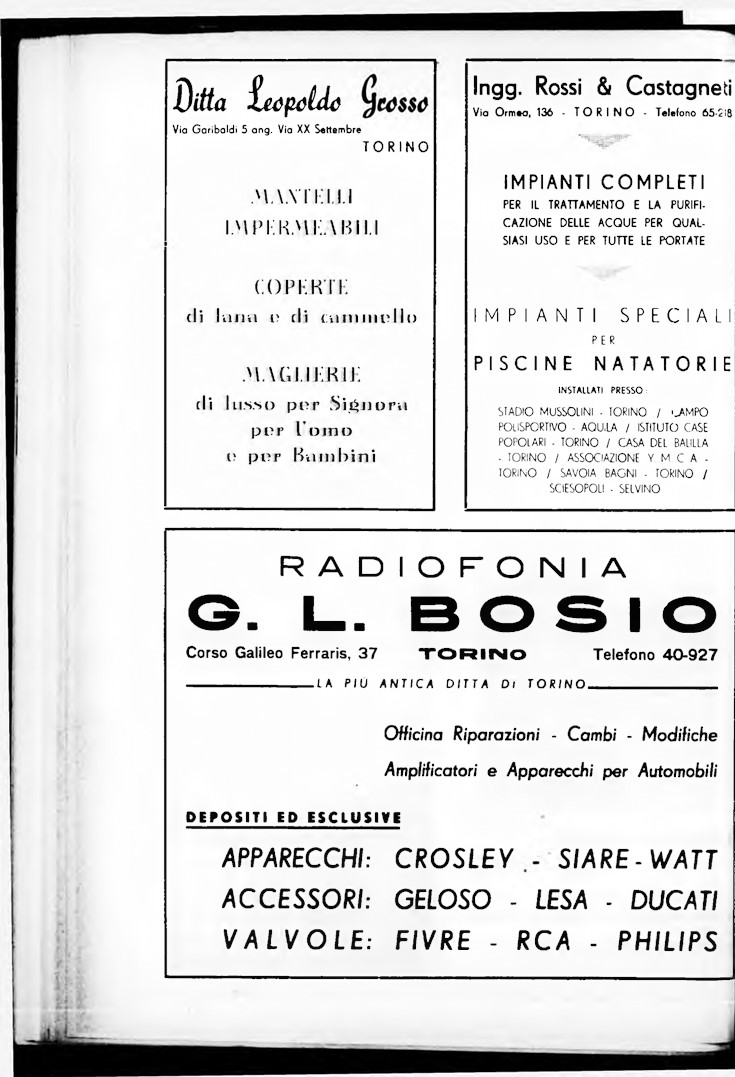 Ditta Leopoldo Grosso
Via Garibaldi 5 ang. Via XX Settembre
TORINO
MANTELLI
IMPERMEABILI
COPERTE
di lana e di cammello
MAGLIERIE
di lusso per Signora
per Uomo
e per Bambini
Ingg. Rossi & Castagneti
Via Ormea, 136 - TORINO - Telefono 65-218
IMPIANTI COMPLETI
PER IL TRATTAMENTO E LA PURIFI-
CAZIONE DELLE ACQUE PER QUAL-
SIASI USO E PER TUTTE LE PORTATE
IMPIANTI SPECIALI
PER
PISCINE NATATORIE
INSTALLATI PRESSO:
STADIO MUSSOLINI - TORINO / CAMPO
POLISPORTIVO - AQUILA / ISTITUTO CASE
POPOLARI - TORINO / CASA DEL BALILLA
- TORINO / ASSOCIAZIONE Y M C A -
TORINO / SAVOIA BAGNI - TORINO /
SCIESOPOLI - SELVINO
RADIOFONIA
G. L. BOSIO
Corso Galileo Ferraris, 37 TORINO Telefono 40-927
LA PIÙ ANTICA DITTA DI TORINO
Officina Riparazioni - Cambi - Modifiche
Amplificatori e Apparecchi per Automobili
DEPOSITI ED ESCLUSIVE
APPARECCHI: CROSLEY - SIARE - WATT
ACCESSORI: GELOSO - LESA - DUCATI
VALVOLE: FIVRE - RCA - PHILIPS